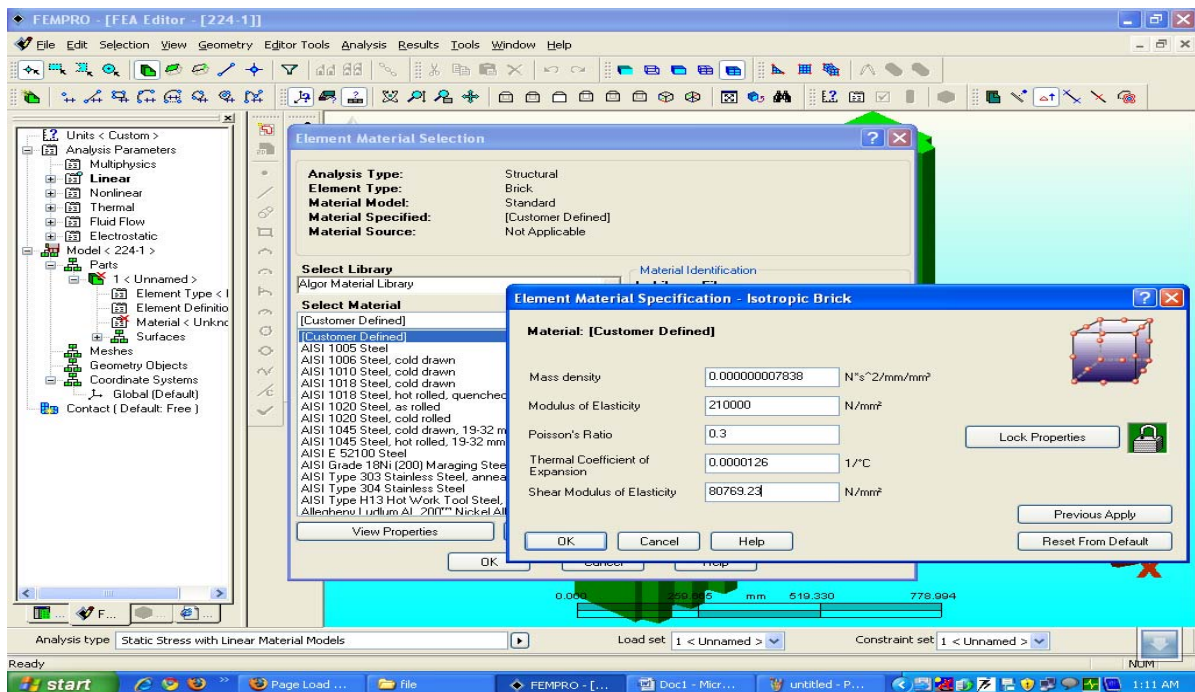 FEMPRO - [FEA Editor - [224-1]]
File Edit Selection View Geometry Editor Tools Analysis Results Tools Window Help
Units < Custom >
Analysis Parameters
Multiphysics
Linear
Nonlinear
Thermal
Fluid Flow
Electrostatic
Model < 224-1 >
Parts
1 < Unnamed >
Element Type < I
Element Definitio
Material < Unknc
Surfaces
Meshes
Geometry Objects
Coordinate Systems
Global (Default)
Contact ( Default: Free )
F...
Element Material Selection
Analysis Type: Structural
Element Type: Brick
Material Model: Standard
Material Specified: [Customer Defined]
Material Source: Not Applicable
Select Library
Algor Material Library
Material Identification
Select Material
[Customer Defined]
[Customer Defined]
AISI 1005 Steel
AISI 1006 Steel, cold drawn
AISI 1010 Steel, cold drawn
AISI 1018 Steel, cold drawn
AISI 1018 Steel, hot rolled, quenched
AISI 1020 Steel, as rolled
AISI 1020 Steel, cold rolled
AISI 1045 Steel, cold drawn, 19-32 m
AISI 1045 Steel, hot rolled, 19-32 mm
AISI E 52100 Steel
AISI Grade 18Ni (200) Maraging Stee
AISI Type 303 Stainless Steel, annea
AISI Type 304 Stainless Steel
AISI Type H13 Hot Work Tool Steel,
Allegheny Ludlum AL 200™ Nickel All
View Properties
OK Cancel Help
Element Material Specification - Isotropic Brick
Material: [Customer Defined]
Mass density 0.000000007838 N*s^2/mm/mm³
Modulus of Elasticity 210000 N/mm²
Poisson's Ratio 0.3
Thermal Coefficient of
Expansion 0.0000126 1/°C
Shear Modulus of Elasticity 80769.23 N/mm²
Lock Properties
Previous Apply
OK Cancel Help Reset From Default
0.000 259.665 mm 519.330 778.994
Analysis type Static Stress with Linear Material Models Load set 1 < Unnamed > Constraint set 1 < Unnamed >
Ready NUM
start Page Load ... file FEMPRO - [... Doc1 - Micr... untitled - P... 1:11 AM